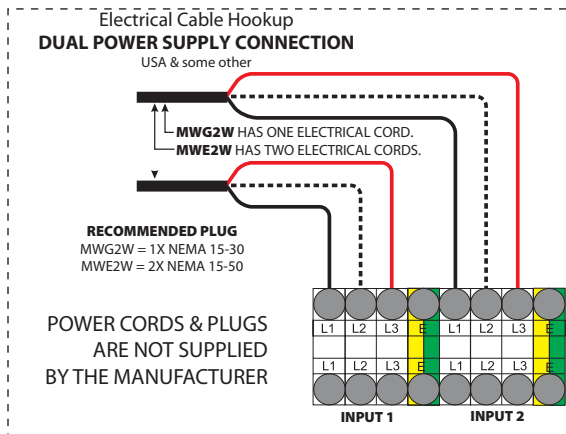 Electrical Cable Hookup
DUAL POWER SUPPLY CONNECTION
USA & some other
MWG2W HAS ONE ELECTRICAL CORD.
MWE2W HAS TWO ELECTRICAL CORDS.
RECOMMENDED PLUG
MWG2W = 1X NEMA 15-30
MWE2W = 2X NEMA 15-50
POWER CORDS & PLUGS
ARE NOT SUPPLIED
BY THE MANUFACTURER
L1 L2 L3 E L1 L2 L3 E
L1 L2 L3 E L1 L2 L3 E
INPUT 1 INPUT 2